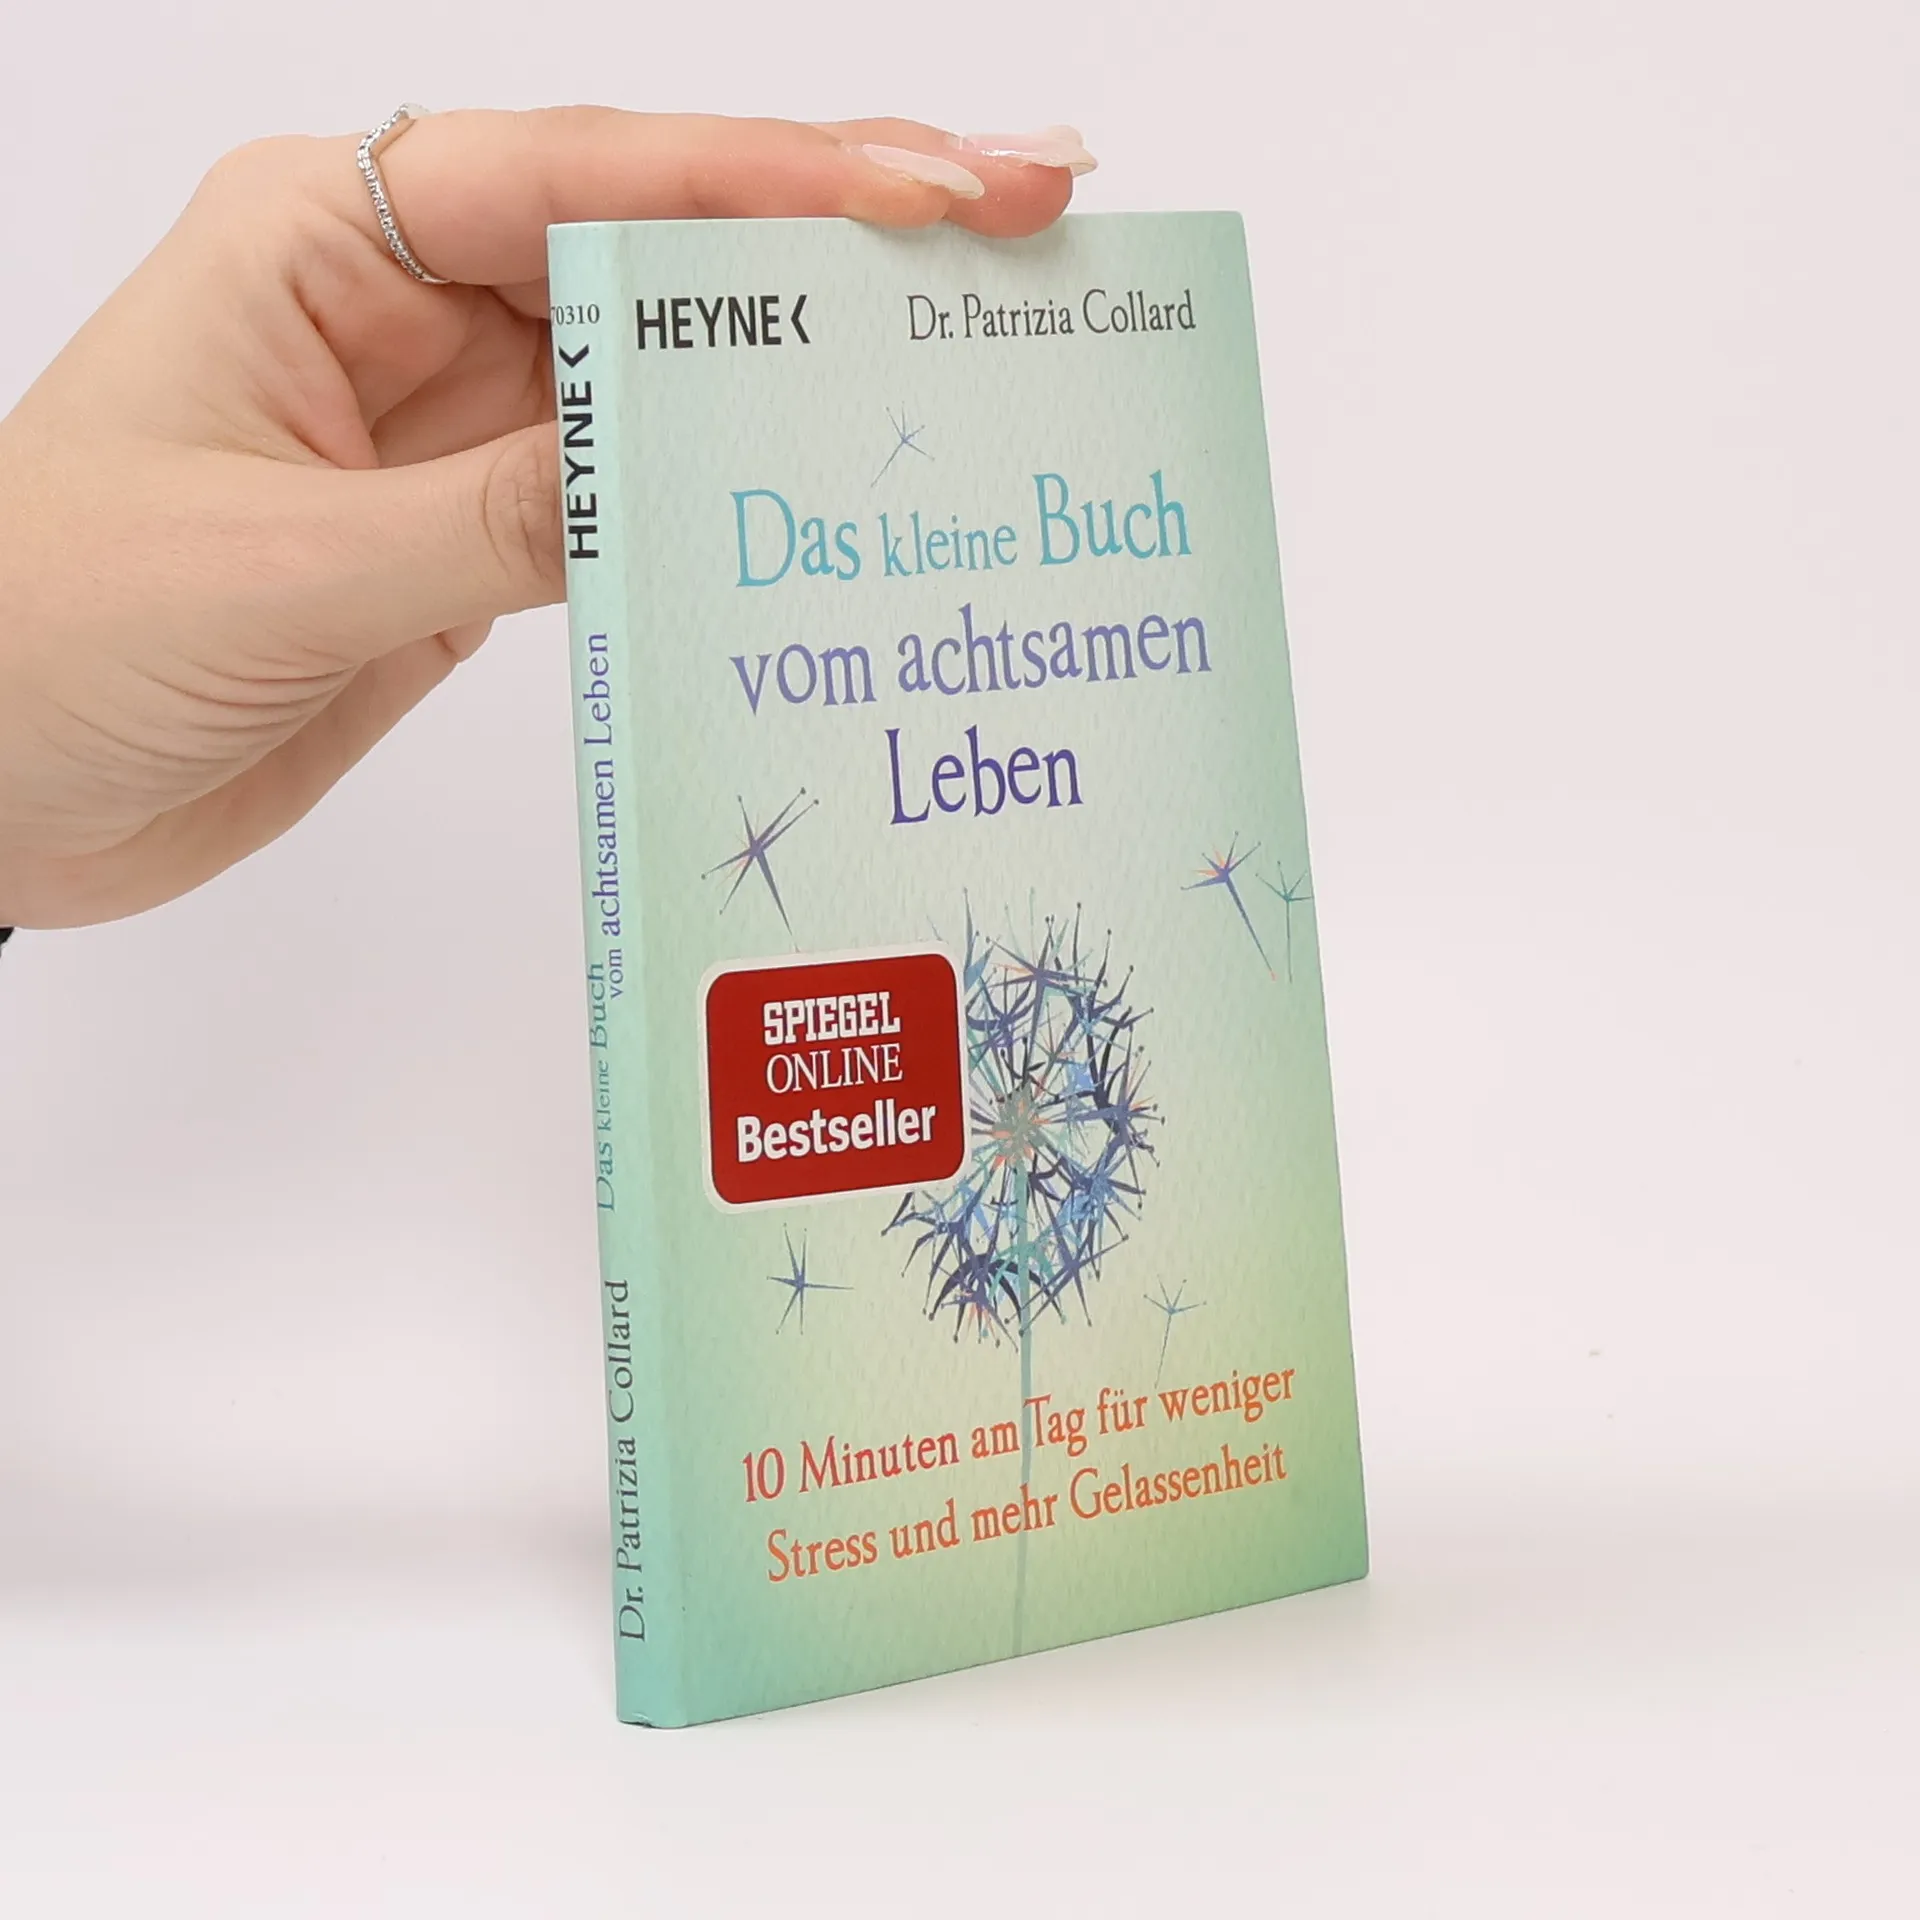 HEYNE<
Dr. Patrizia Collard
Das kleine Buch
vom achtsamen
Leben
SPIEGEL
ONLINE
Bestseller
10 Minuten am Tag für weniger
Stress und mehr Gelassenheit
70310
HEYNE<
Das kleine Buch
vom achtsamen Leben
Dr. Patrizia Collard